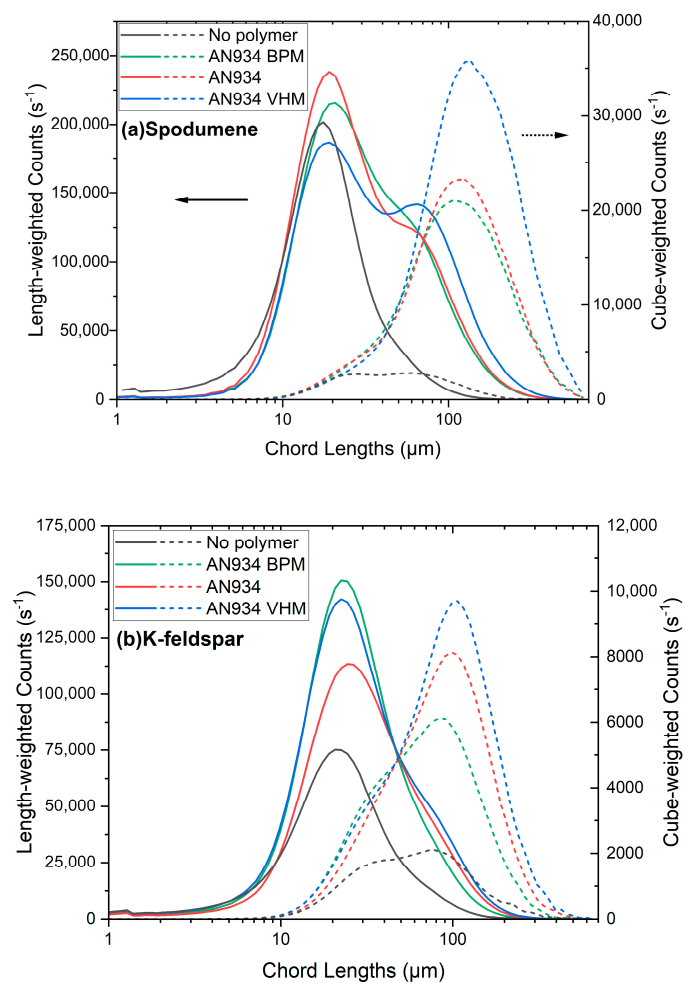 No polymer
AN934 BPM
AN934
AN934 VHM
(a)Spodumene
250,000
200,000
150,000
100,000
50,000
0
40,000
30,000
20,000
10,000
0
Length-weighted Counts (s-1)
Cube-weighted Counts (s-1)
1 10 100
Chord Lengths (µm)
No polymer
AN934 BPM
AN934
AN934 VHM
(b)K-feldspar
175,000
150,000
125,000
100,000
75,000
50,000
25,000
0
12,000
10,000
8000
6000
4000
2000
0
Length-weighted Counts (s-1)
Cube-weighted Counts (s-1)
1 10 100
Chord Lengths (µm)